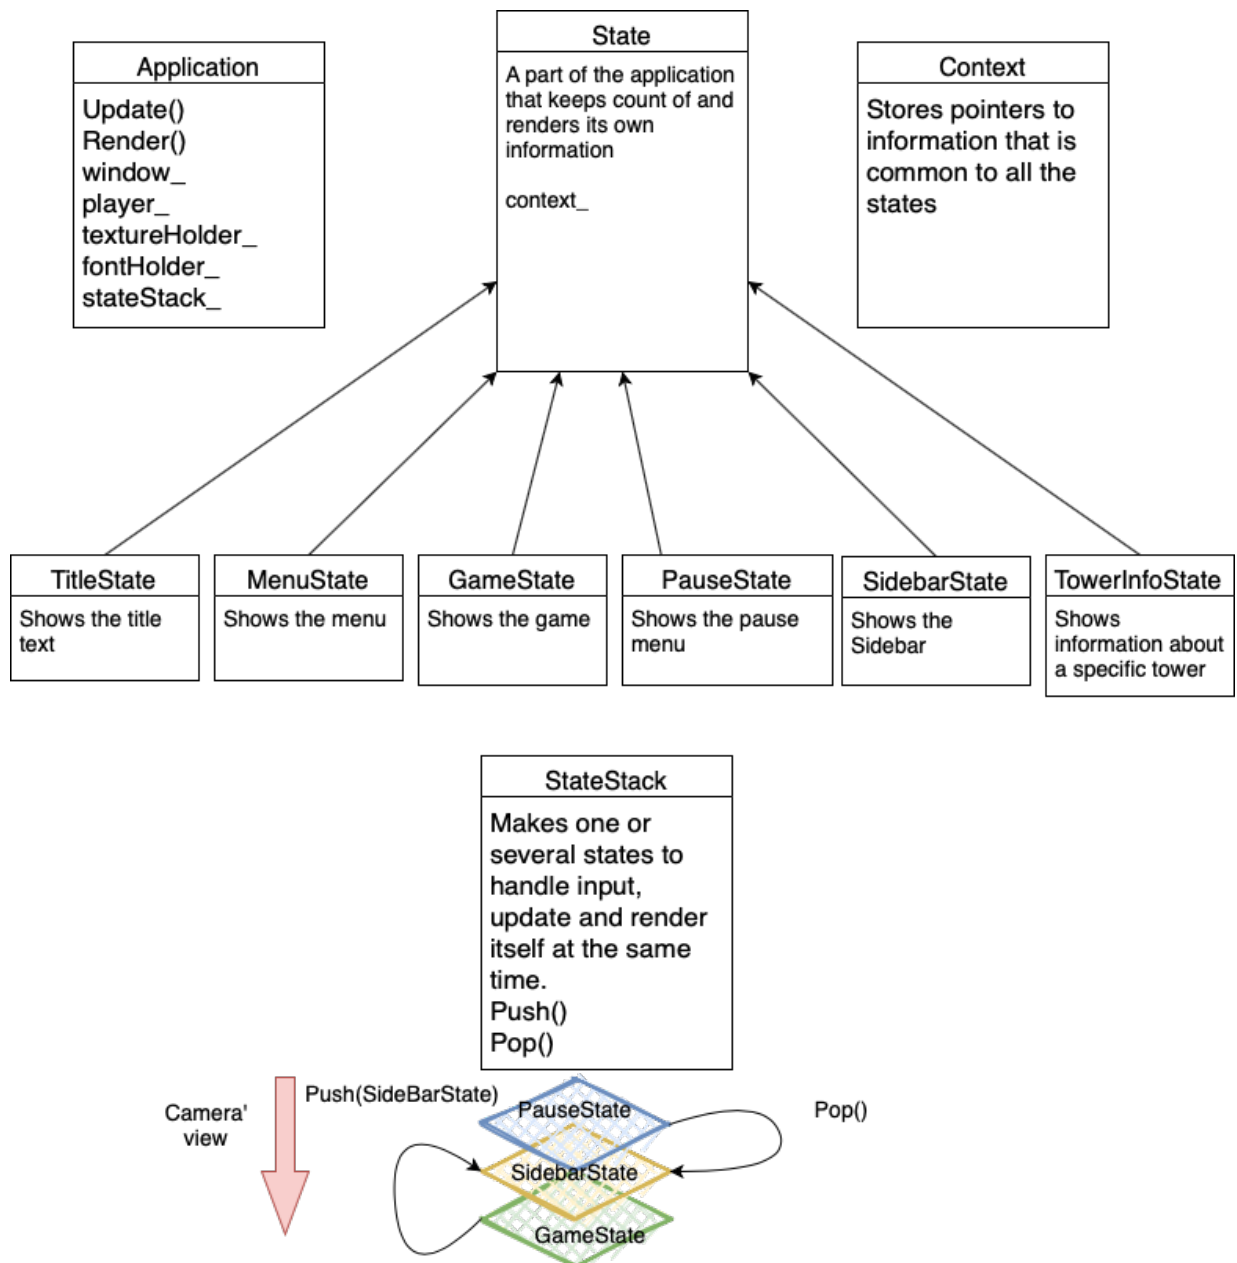 Application
Update()
Render()
window_
player_
textureHolder_
fontHolder_
stateStack_
State
A part of the application
that keeps count of and
renders its own
information
context_
Context
Stores pointers to
information that is
common to all the
states
TitleState
Shows the title
text
MenuState
Shows the menu
GameState
Shows the game
PauseState
Shows the pause
menu
SidebarState
Shows the
Sidebar
TowerInfoState
Shows
information about
a specific tower
StateStack
Makes one or
several states to
handle input,
update and render
itself at the same
time.
Push()
Pop()
Camera'
view
Push(SideBarState)
PauseState
Pop()
SidebarState
GameState